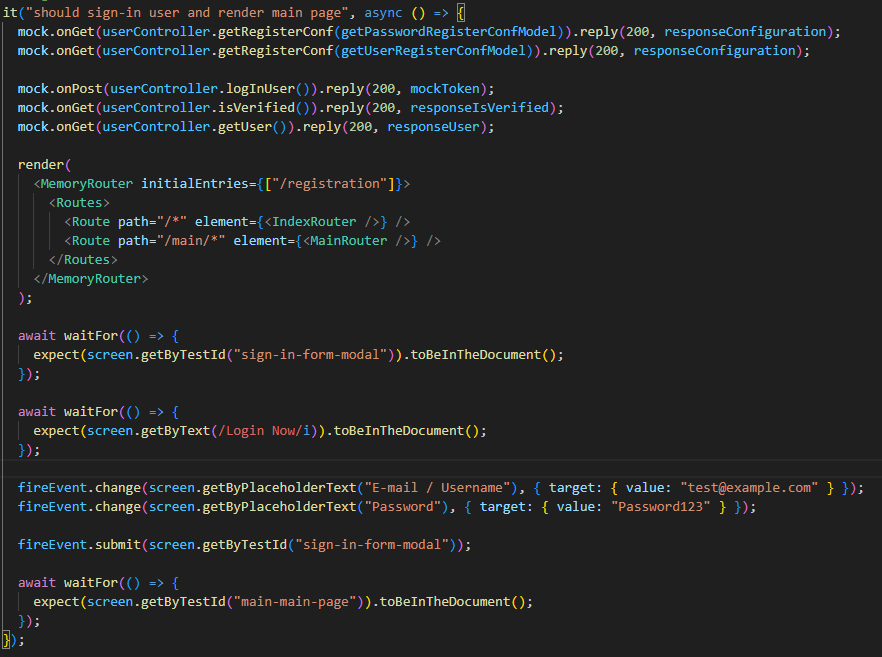 it("should sign-in user and render main page", async () => {
mock.onGet(userController.getRegisterConf(getPasswordRegisterConfModel)).reply(200, responseConfiguration);
mock.onGet(userController.getRegisterConf(getUserRegisterConfModel)).reply(200, responseConfiguration);
mock.onPost(userController.logInUser()).reply(200, mockToken);
mock.onGet(userController.isVerified()).reply(200, responseIsVerified);
mock.onGet(userController.getUser()).reply(200, responseUser);
render(
<MemoryRouter initialEntries={["/registration"]}>
<Routes>
<Route path="/*" element={<IndexRouter />} />
<Route path="/main/*" element={<MainRouter />} />
</Routes>
</MemoryRouter>
);
await waitFor(() => {
expect(screen.getByTestId("sign-in-form-modal")).toBeInTheDocument();
});
await waitFor(() => {
expect(screen.getByText(/Login Now/i)).toBeInTheDocument();
});
fireEvent.change(screen.getByPlaceholderText("E-mail / Username"), { target: { value: "test@example.com" } });
fireEvent.change(screen.getByPlaceholderText("Password"), { target: { value: "Password123" } });
fireEvent.submit(screen.getByTestId("sign-in-form-modal"));
await waitFor(() => {
expect(screen.getByTestId("main-main-page")).toBeInTheDocument();
});
});